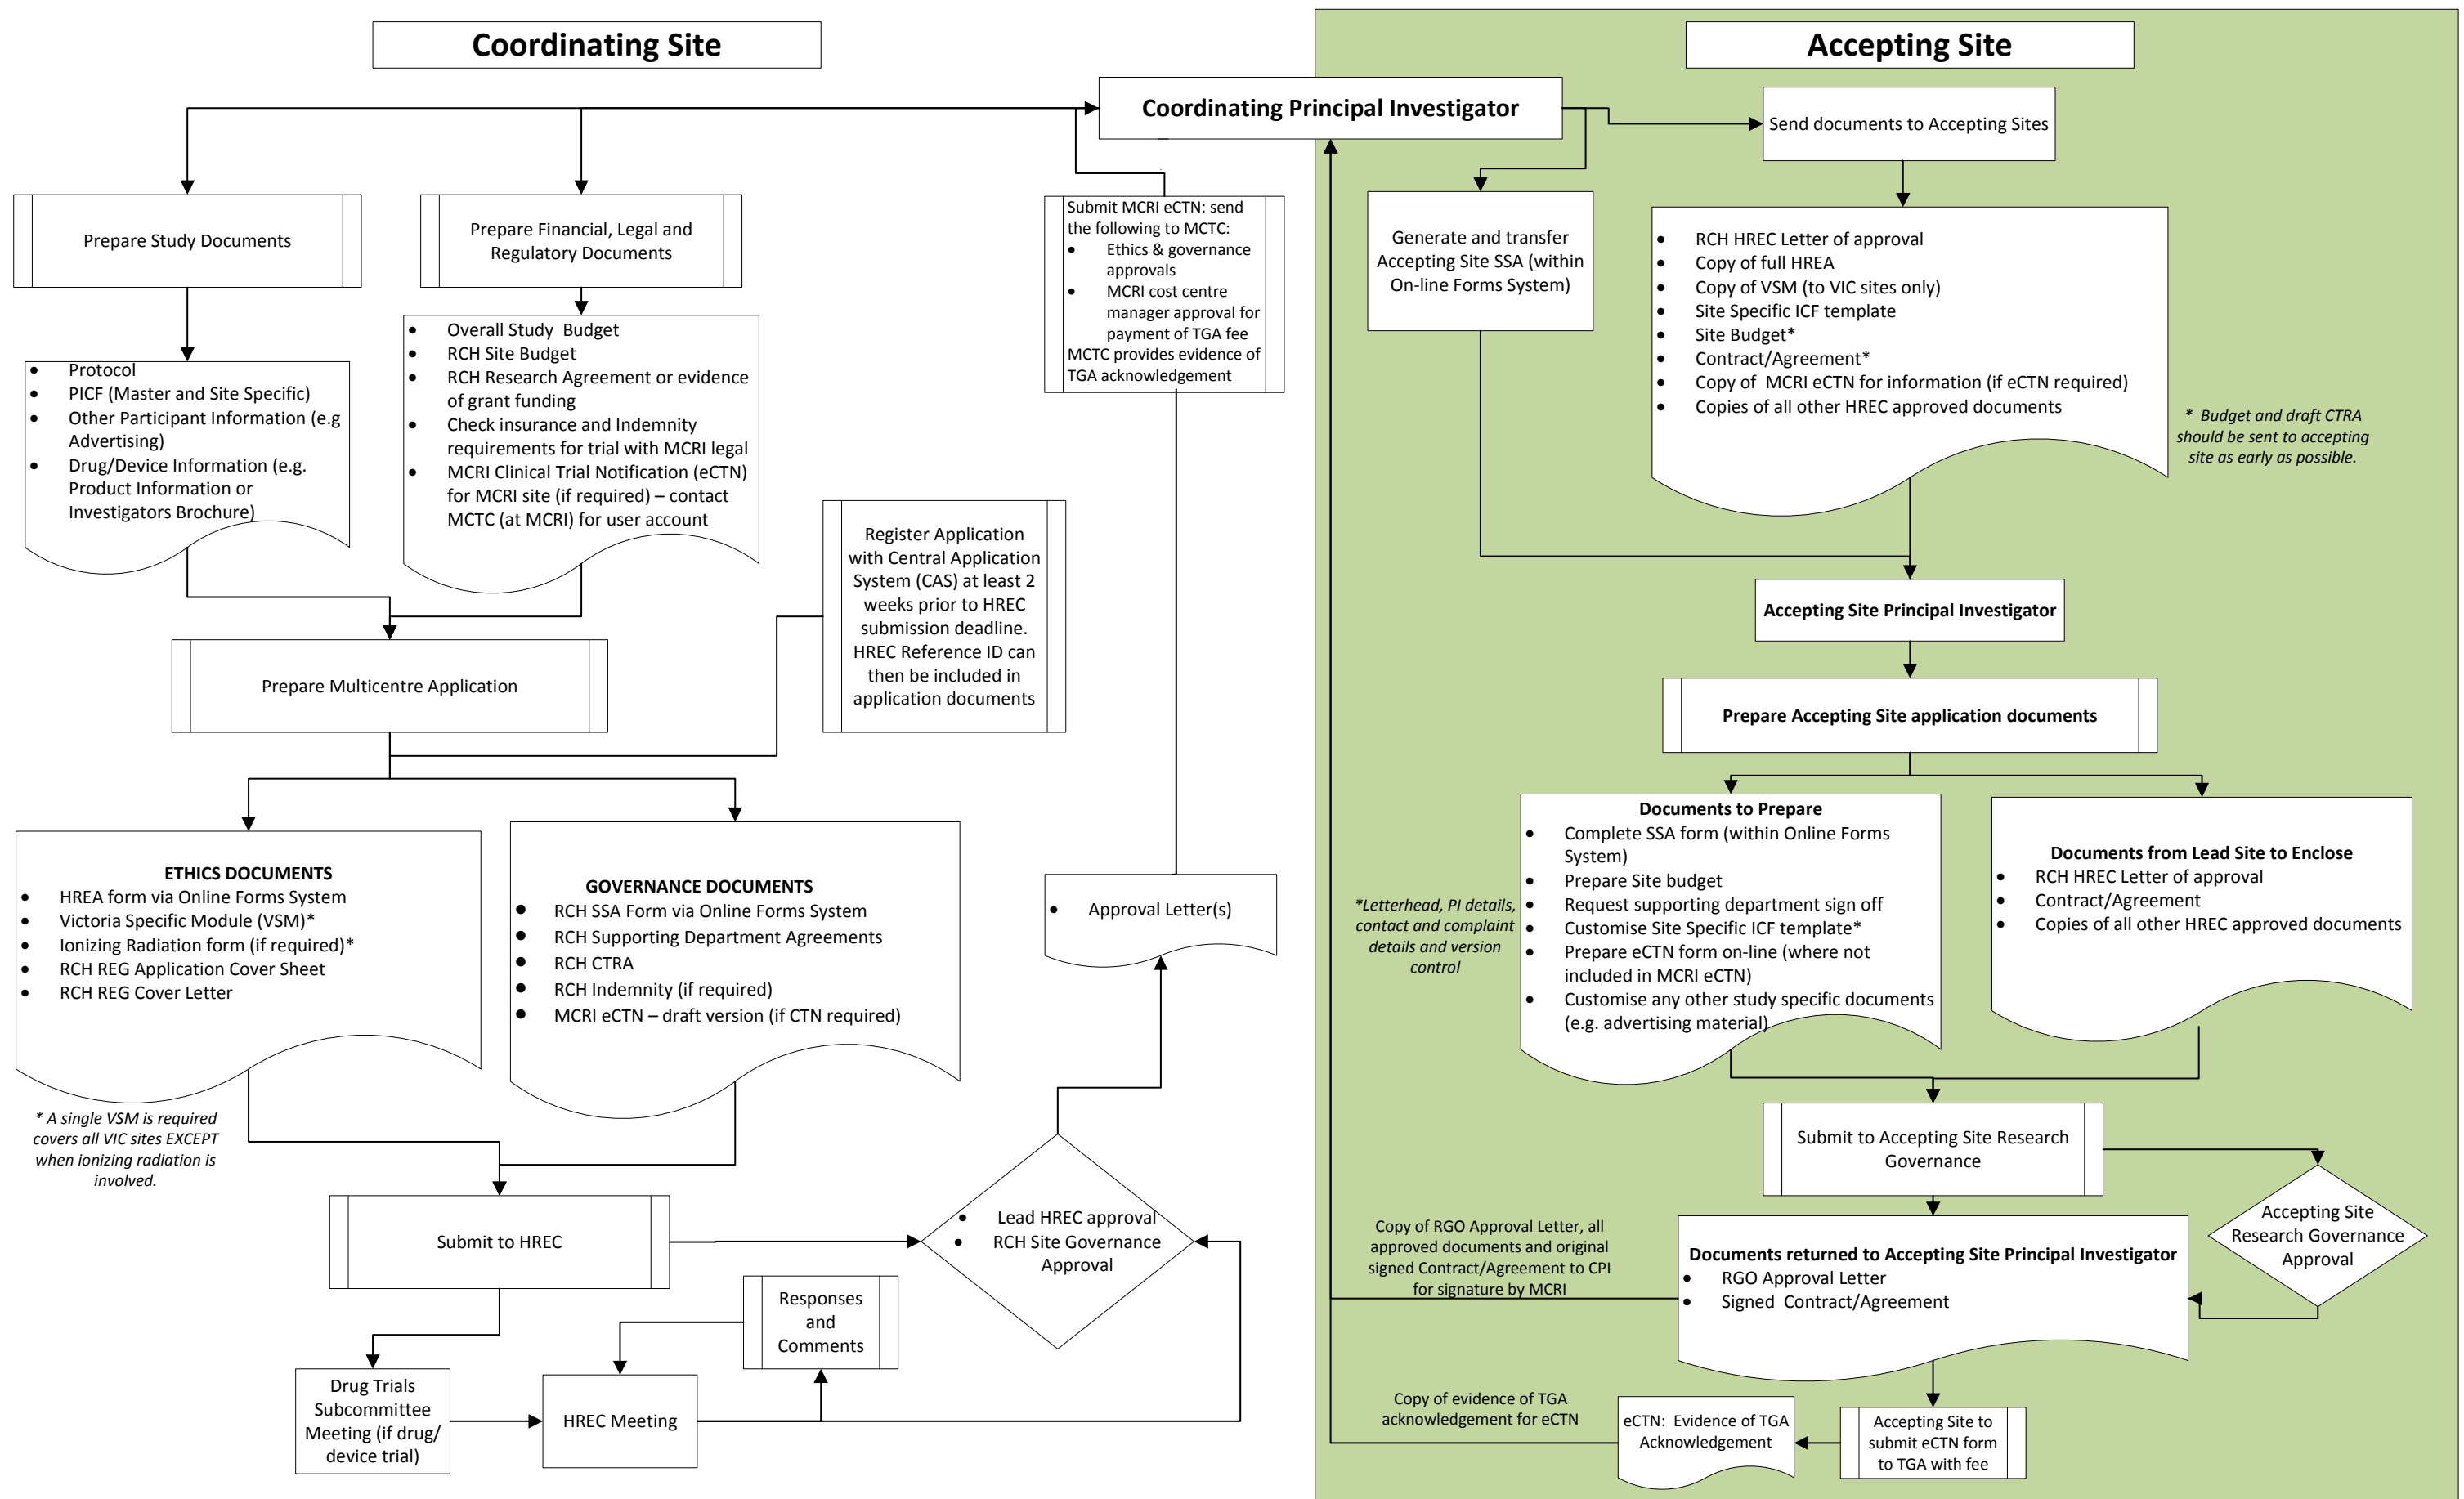 Coordinating Site
Accepting Site
Coordinating Principal Investigator
Send documents to Accepting Sites
Prepare Study Documents
Prepare Financial, Legal and
Regulatory Documents
Submit MCRI eCTN: send
the following to MCTC:
• Ethics & governance
approvals
• MCRI cost centre
manager approval for
payment of TGA fee
MCTC provides evidence of
TGA acknowledgement
Generate and transfer
Accepting Site SSA (within
On-line Forms System)
• RCH HREC Letter of approval
• Copy of full HREA
• Copy of VSM (to VIC sites only)
• Site Specific ICF template
• Site Budget*
• Contract/Agreement*
• Copy of MCRI eCTN for information (if eCTN required)
• Copies of all other HREC approved documents
* Budget and draft CTRA
should be sent to accepting
site as early as possible.
• Protocol
• PICF (Master and Site Specific)
• Other Participant Information (e.g
Advertising)
• Drug/Device Information (e.g.
Product Information or
Investigators Brochure)
• Overall Study Budget
• RCH Site Budget
• RCH Research Agreement or evidence
of grant funding
• Check insurance and Indemnity
requirements for trial with MCRI legal
• MCRI Clinical Trial Notification (eCTN)
for MCRI site (if required) – contact
MCTC (at MCRI) for user account
Register Application
with Central Application
System (CAS) at least 2
weeks prior to HREC
submission deadline.
HREC Reference ID can
then be included in
application documents
Accepting Site Principal Investigator
Prepare Multicentre Application
Prepare Accepting Site application documents
ETHICS DOCUMENTS
• HREA form via Online Forms System
• Victoria Specific Module (VSM)*
• Ionizing Radiation form (if required)*
• RCH REG Application Cover Sheet
• RCH REG Cover Letter
GOVERNANCE DOCUMENTS
• RCH SSA Form via Online Forms System
• RCH Supporting Department Agreements
• RCH CTRA
• RCH Indemnity (if required)
• MCRI eCTN – draft version (if CTN required)
• Approval Letter(s)
*Letterhead, PI details,
contact and complaint
details and version
control
Documents to Prepare
• Complete SSA form (within Online Forms
System)
• Prepare Site budget
• Request supporting department sign off
• Customise Site Specific ICF template*
• Prepare eCTN form on-line (where not
included in MCRI eCTN)
• Customise any other study specific documents
(e.g. advertising material)
Documents from Lead Site to Enclose
• RCH HREC Letter of approval
• Contract/Agreement
• Copies of all other HREC approved documents
* A single VSM is required
covers all VIC sites EXCEPT
when ionizing radiation is
involved.
Submit to HREC
• Lead HREC approval
• RCH Site Governance
Approval
Submit to Accepting Site Research
Governance
Accepting Site
Research Governance
Approval
Copy of RGO Approval Letter, all
approved documents and original
signed Contract/Agreement to CPI
for signature by MCRI
Documents returned to Accepting Site Principal Investigator
• RGO Approval Letter
• Signed Contract/Agreement
Responses
and
Comments
Drug Trials
Subcommittee
Meeting (if drug/
device trial)
HREC Meeting
Copy of evidence of TGA
acknowledgement for eCTN
eCTN: Evidence of TGA
Acknowledgement
Accepting Site to
submit eCTN form
to TGA with fee